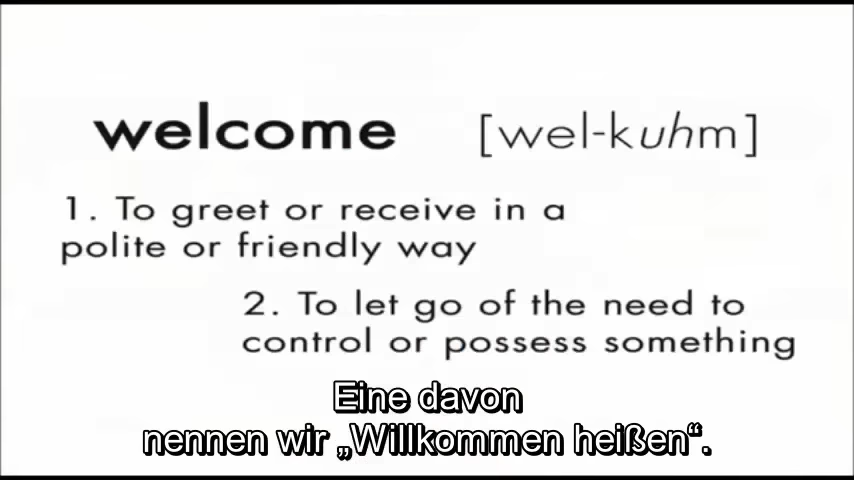 welcome [wel-kuhm]
1. To greet or receive in a
polite or friendly way
2. To let go of the need to
control or possess something
Eine davon
nennen wir „Willkommen heißen“.